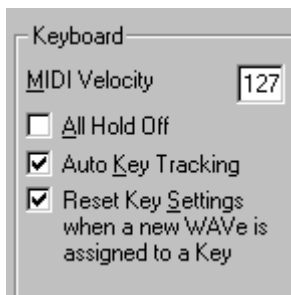 Keyboard
MIDI Velocity 127
All Hold Off
Auto Key Tracking
Reset Key Settings
when a new WAVe is
assigned to a Key